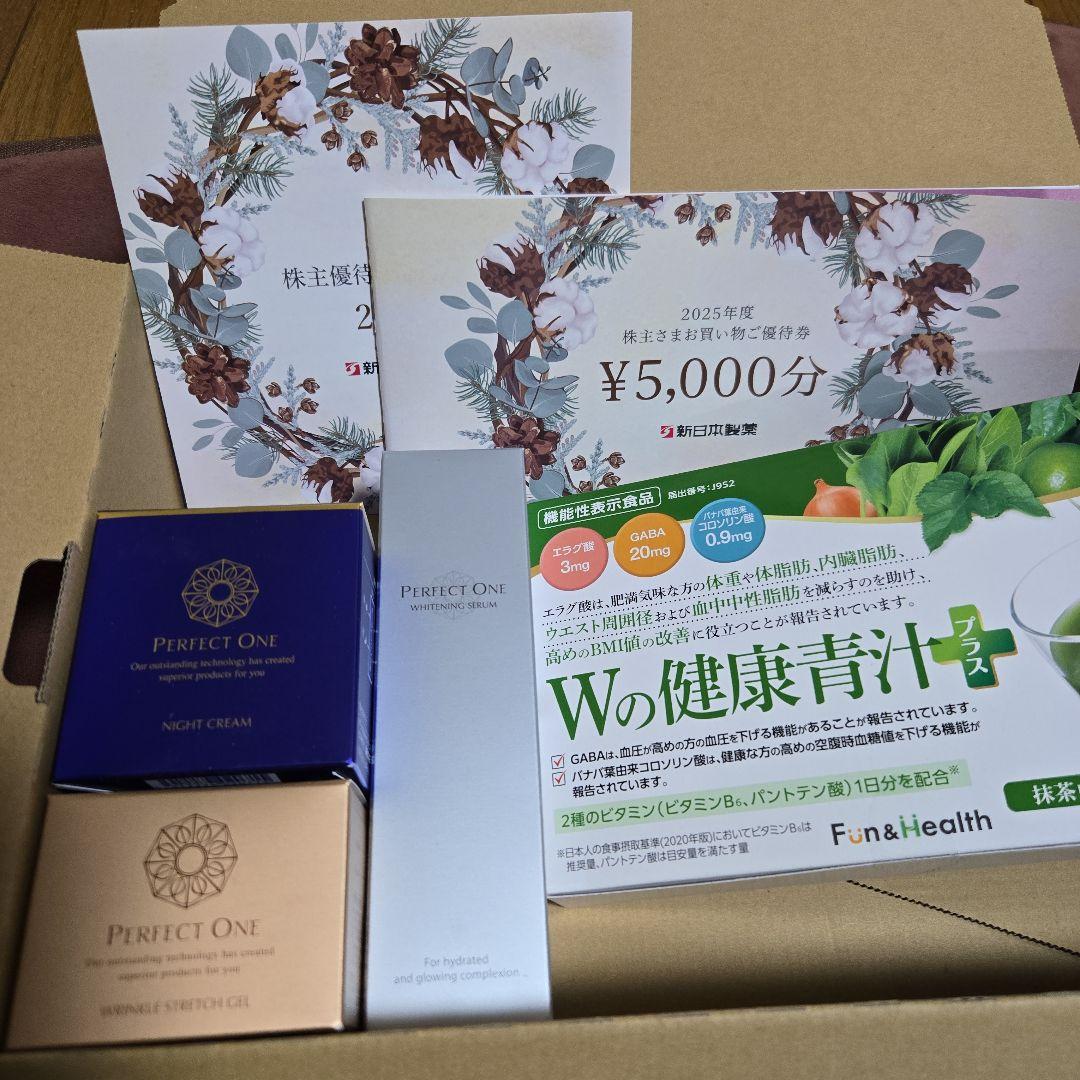 株主優待
2
新
2025年度
株主さまお買い物ご優待券
¥5,000分
新日本製薬
機能性表示食品
届出番号：J952
エラグ酸
3mg
GABA
20mg
バナバ葉由来
コロソリン酸
0.9mg
エラグ酸は、肥満気味な方の体重や体脂肪、内臓脂肪、
ウエスト周囲径および血中中性脂肪を減らすのを助け、
高めのBMI値の改善に役立つことが報告されています。
Wの健康青汁
プラス
GABAは、血圧が高めの方の血圧を下げる機能があることが報告されています。
バナバ葉由来コロソリン酸は、健康な方の高めの空腹時血糖値を下げる機能が
報告されています。
2種のビタミン（ビタミンB6、パントテン酸）1日分を配合※
※日本人の食事摂取基準（2020年版）においてビタミンB6は
推奨量、パントテン酸は目安量を満たす量
Fun&Health
抹茶
PERFECT ONE
Our outstanding technology has created
superior products for you
NIGHT CREAM
PERFECT ONE
WHITENING SERUM
For hydrated
and glowing complexion
PERFECT ONE
Our outstanding technology has created
superior products for you
WRINKLE STRETCH GEL